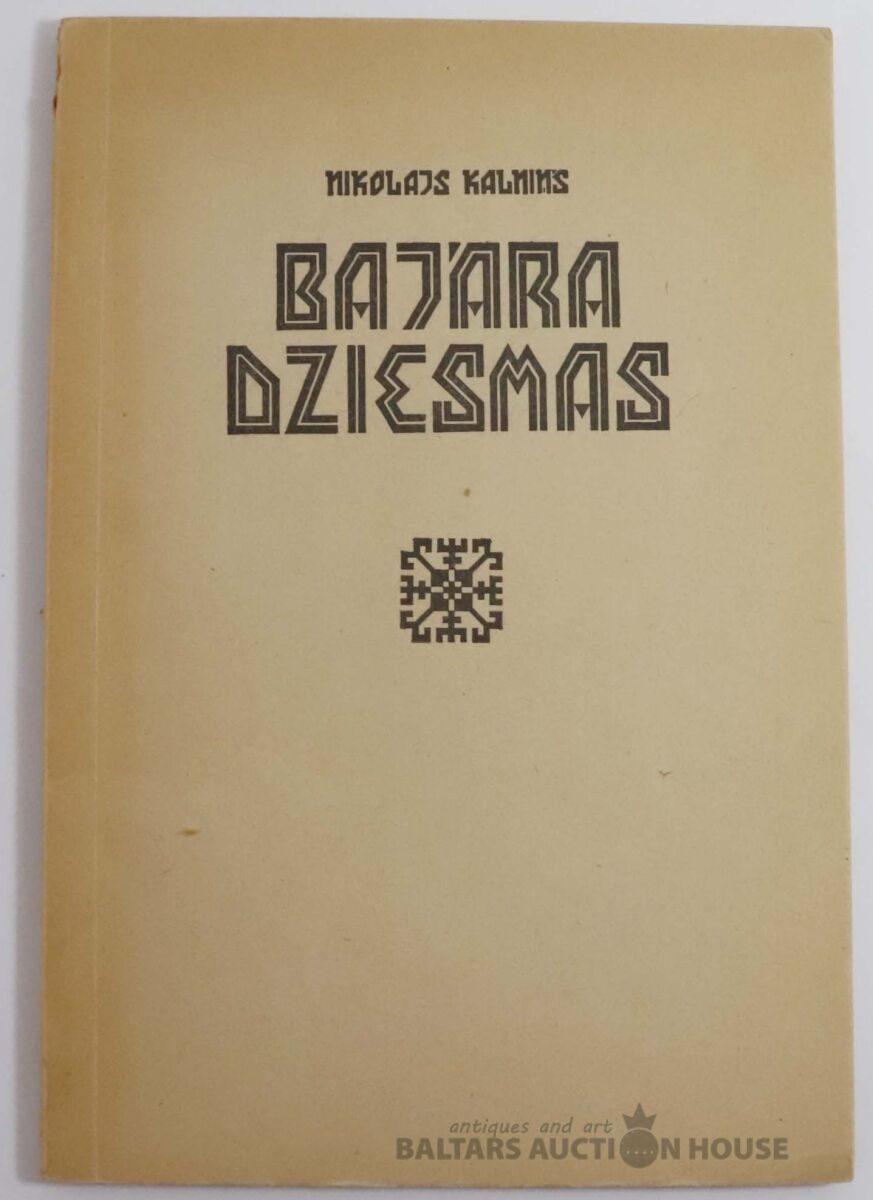 NIKOLAJS KALNIŅŠ
BAJĀRA
DZIESMAS
antiques and art
BALTARS AUCTION HOUSE